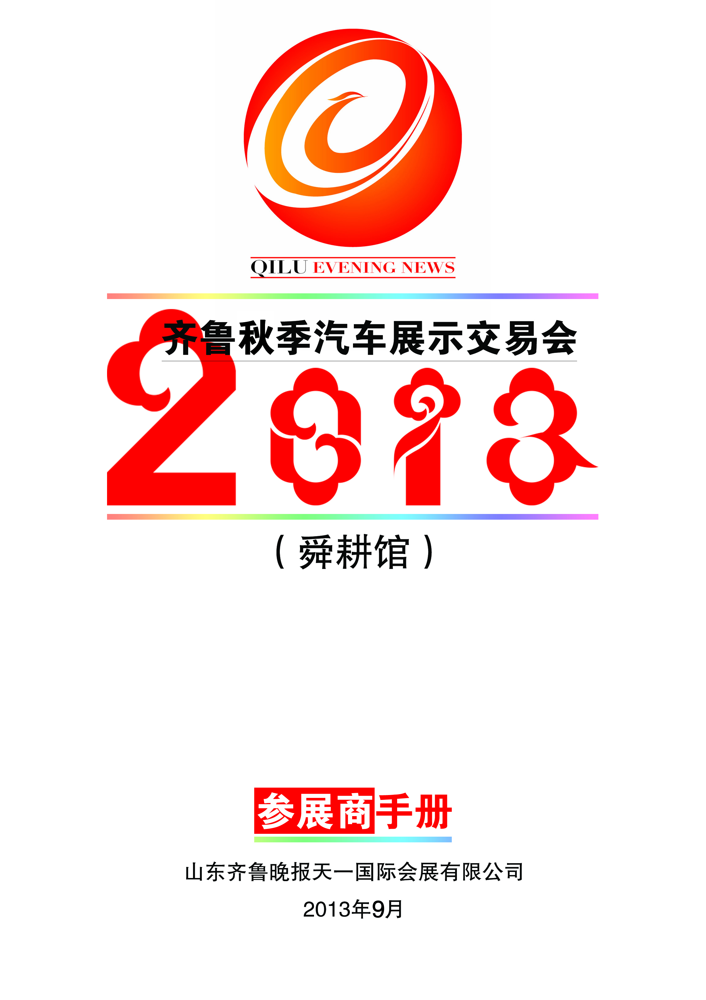 QILU EVENING NEWS
齐鲁秋季汽车展示交易会
2013
（舜耕馆）
参展商手册
山东齐鲁晚报天一国际会展有限公司
2013年9月